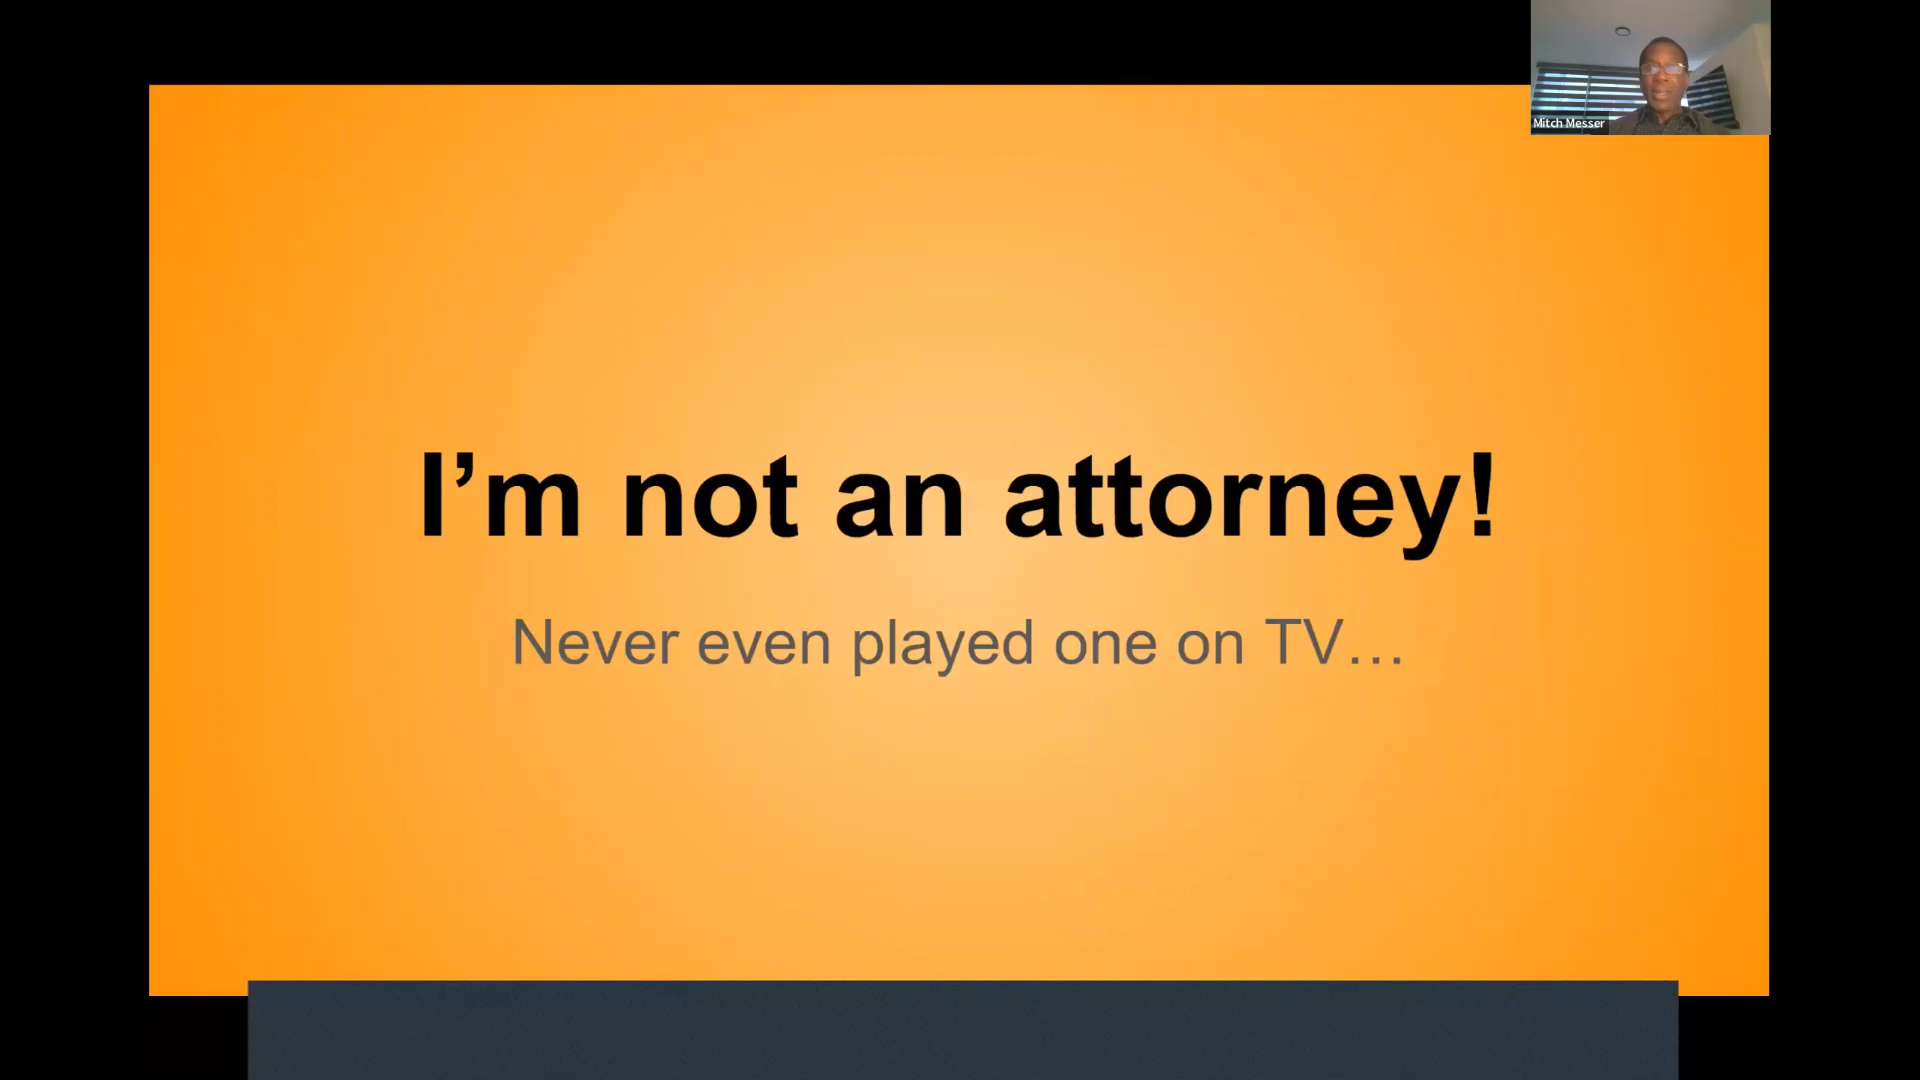 Mitch Messer
I’m not an attorney!
Never even played one on TV…